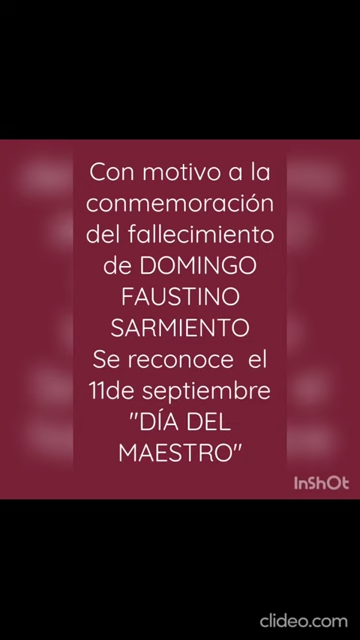 Con motivo a la
conmemoración
del fallecimiento
de DOMINGO
FAUSTINO
SARMIENTO
Se reconoce el
11de septiembre
"DÍA DEL
MAESTRO"
InShOt
clideo.com